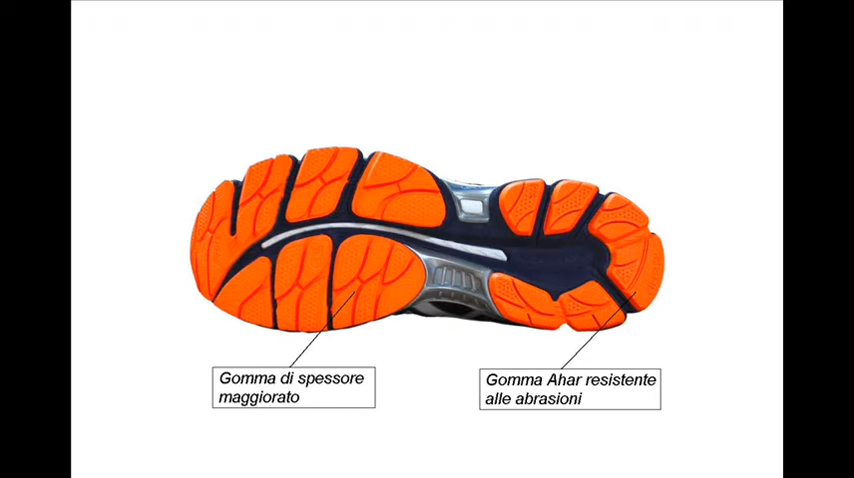 Gomma di spessore
maggiorato
Gomma Ahar resistente
alle abrasioni